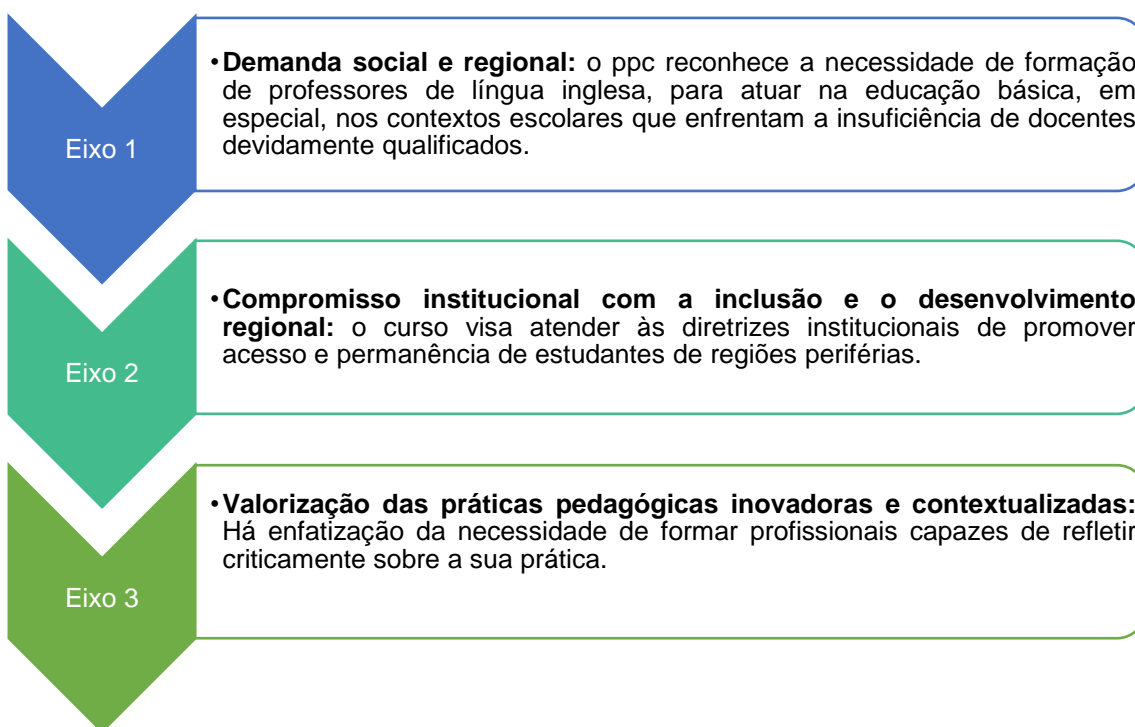 Eixo 1
•Demanda social e regional: o ppc reconhece a necessidade de formação
de professores de língua inglesa, para atuar na educação básica, em
especial, nos contextos escolares que enfrentam a insuficiência de docentes
devidamente qualificados.
Eixo 2
•Compromisso institucional com a inclusão e o desenvolvimento
regional: o curso visa atender às diretrizes institucionais de promover
acesso e permanência de estudantes de regiões periférias.
Eixo 3
•Valorização das práticas pedagógicas inovadoras e contextualizadas:
Há enfatização da necessidade de formar profissionais capazes de refletir
criticamente sobre a sua prática.